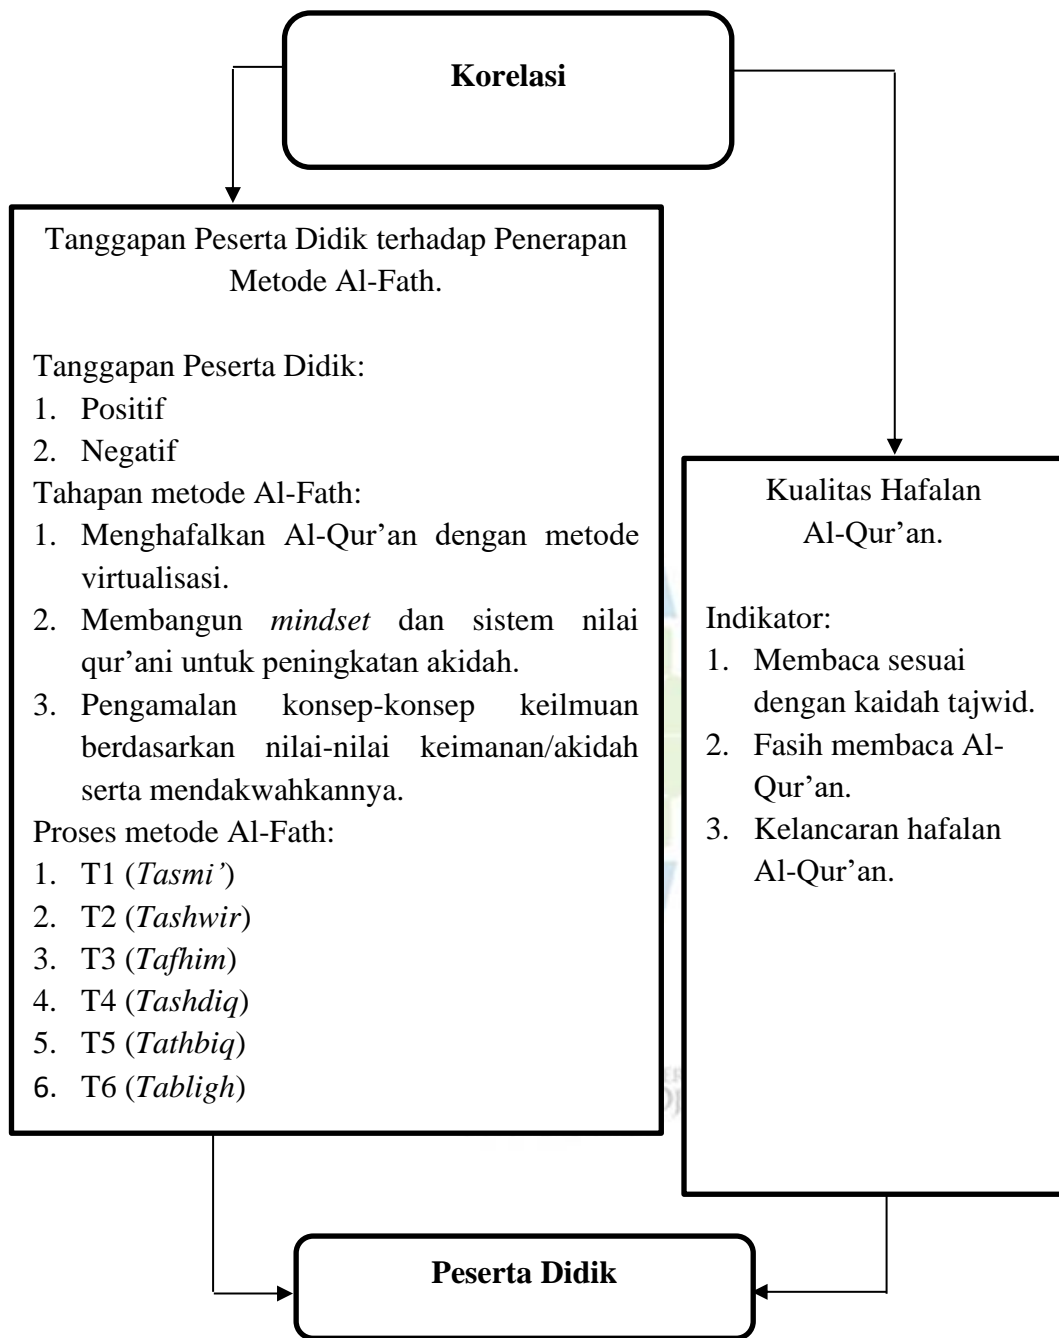 Korelasi
Tanggapan Peserta Didik terhadap Penerapan
Metode Al-Fath.
Tanggapan Peserta Didik:
1. Positif
2. Negatif
Tahapan metode Al-Fath:
1. Menghafalkan Al-Qur’an dengan metode
virtualisasi.
2. Membangun mindset dan sistem nilai
qur’ani untuk peningkatan akidah.
3. Pengamalan konsep-konsep keilmuan
berdasarkan nilai-nilai keimanan/akidah
serta mendakwahkannya.
Proses metode Al-Fath:
1. T1 (Tasmi’)
2. T2 (Tashwir)
3. T3 (Tafhim)
4. T4 (Tashdiq)
5. T5 (Tathbiq)
6. T6 (Tabligh)
Kualitas Hafalan
Al-Qur’an.
Indikator:
1. Membaca sesuai
dengan kaidah tajwid.
2. Fasih membaca Al-
Qur’an.
3. Kelancaran hafalan
Al-Qur’an.
Peserta Didik